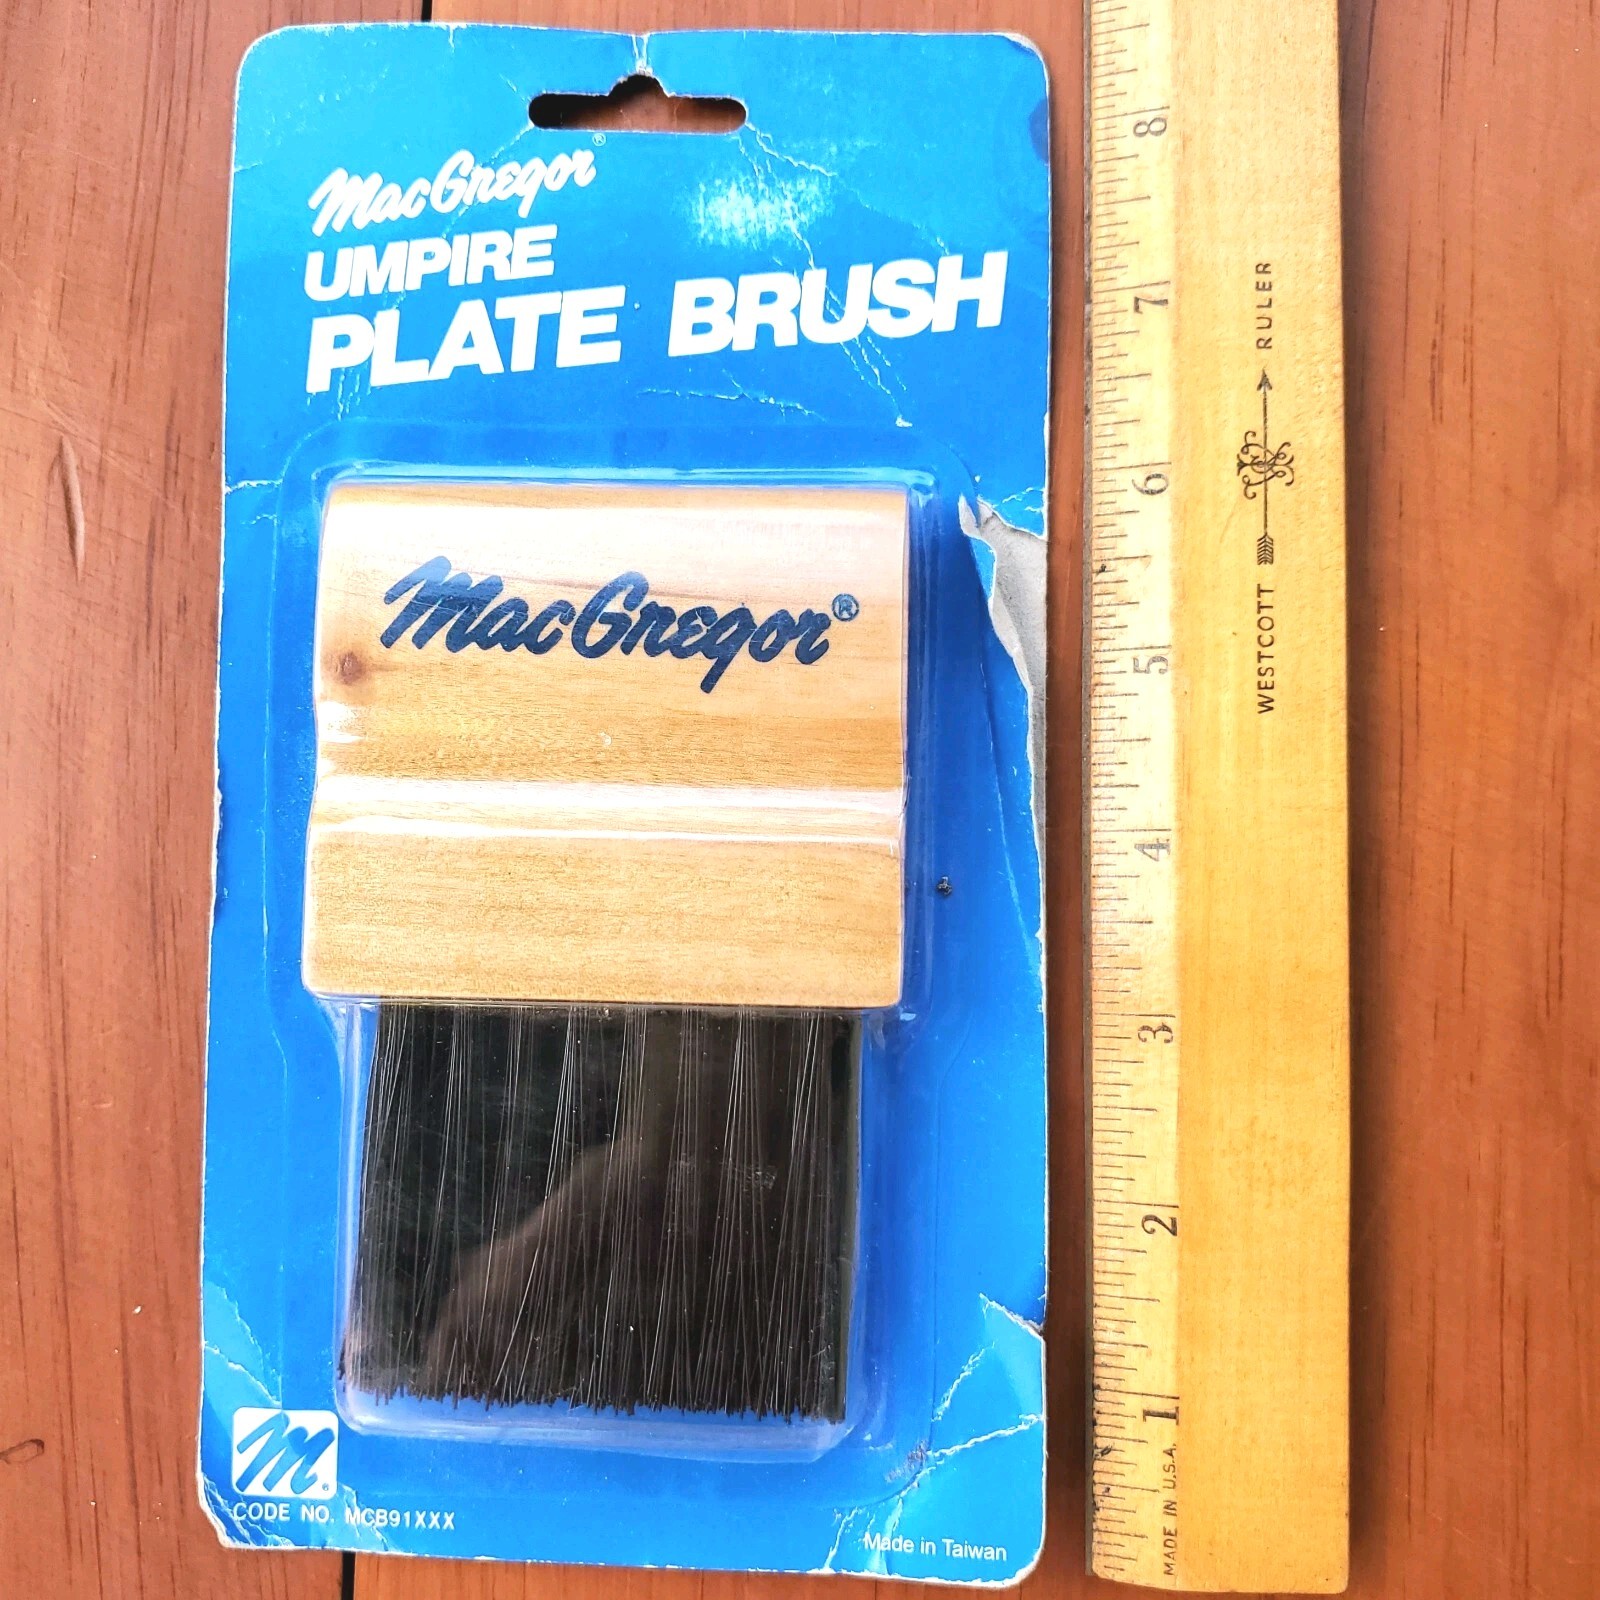 MacGregor®
UMPIRE
PLATE BRUSH
MacGregor®
M®
CODE NO. MCB91XXX
Made in Taiwan
8
7
6
5
4
3
2
1
WESTCOTT RULER
MADE IN U.S.A.